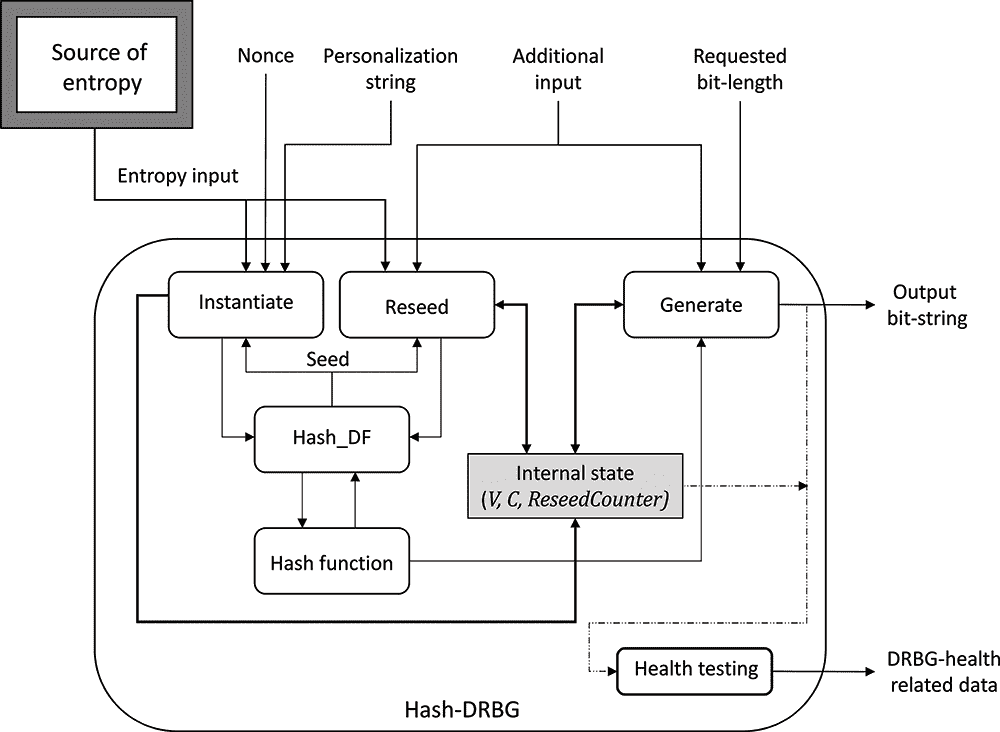 Source of
entropy
Nonce
Personalization
string
Additional
input
Requested
bit-length
Entropy input
Instantiate
Reseed
Generate
Output
bit-string
Seed
Hash_DF
Internal state
(V, C, ReseedCounter)
Hash function
Health testing
DRBG-health
related data
Hash-DRBG